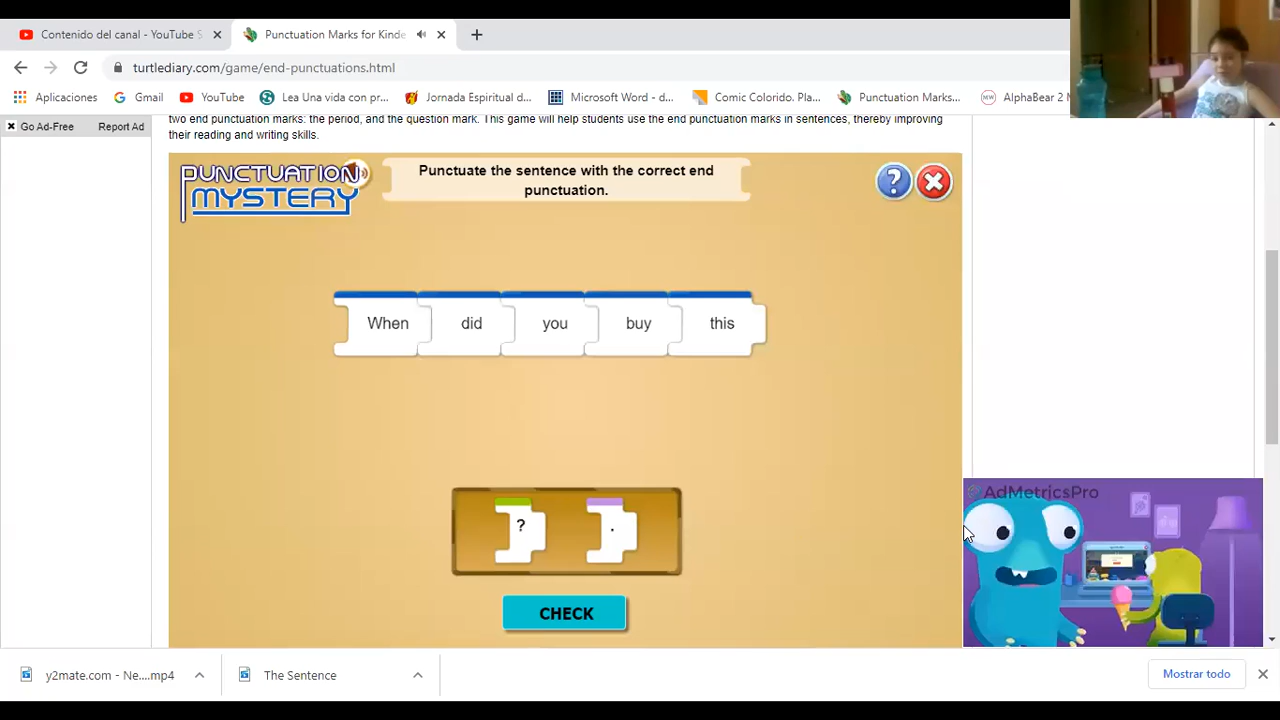 Contenido del canal - YouTube S
Punctuation Marks for Kinde
turtlediary.com/game/end-punctuations.html
Aplicaciones
Gmail
YouTube
Lea Una vida con pr...
Jornada Espiritual d...
Microsoft Word - d...
Comic Colorido. Pla...
Punctuation Marks...
AlphaBear 2 M
two end punctuation marks: the period, and the question mark. This game will help students use the end punctuation marks in sentences, thereby improving
their reading and writing skills.
Go Ad-Free
Report Ad
PUNCTUATION
MYSTERY
Punctuate the sentence with the correct end
punctuation.
?
When did you buy this
? .
CHECK
AdMetricsPro
y2mate.com - Ne....mp4
The Sentence
Mostrar todo